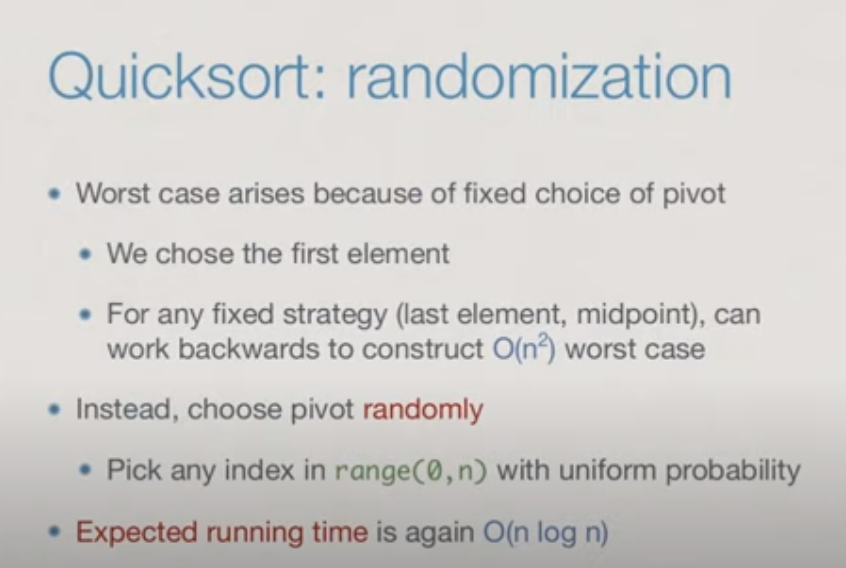 Quicksort: randomization
• Worst case arises because of fixed choice of pivot
• We chose the first element
• For any fixed strategy (last element, midpoint), can
work backwards to construct O(n²) worst case
• Instead, choose pivot randomly
• Pick any index in range(0,n) with uniform probability
• Expected running time is again O(n log n)